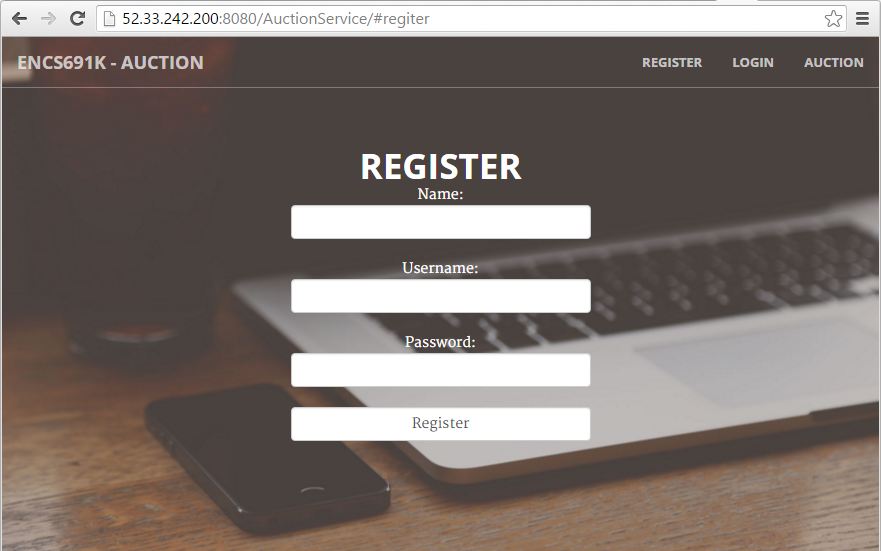 52.33.242.200:8080/AuctionService/#regiter
ENCS691K - AUCTION REGISTER LOGIN AUCTION
REGISTER
Name:
Username:
Password:
Register